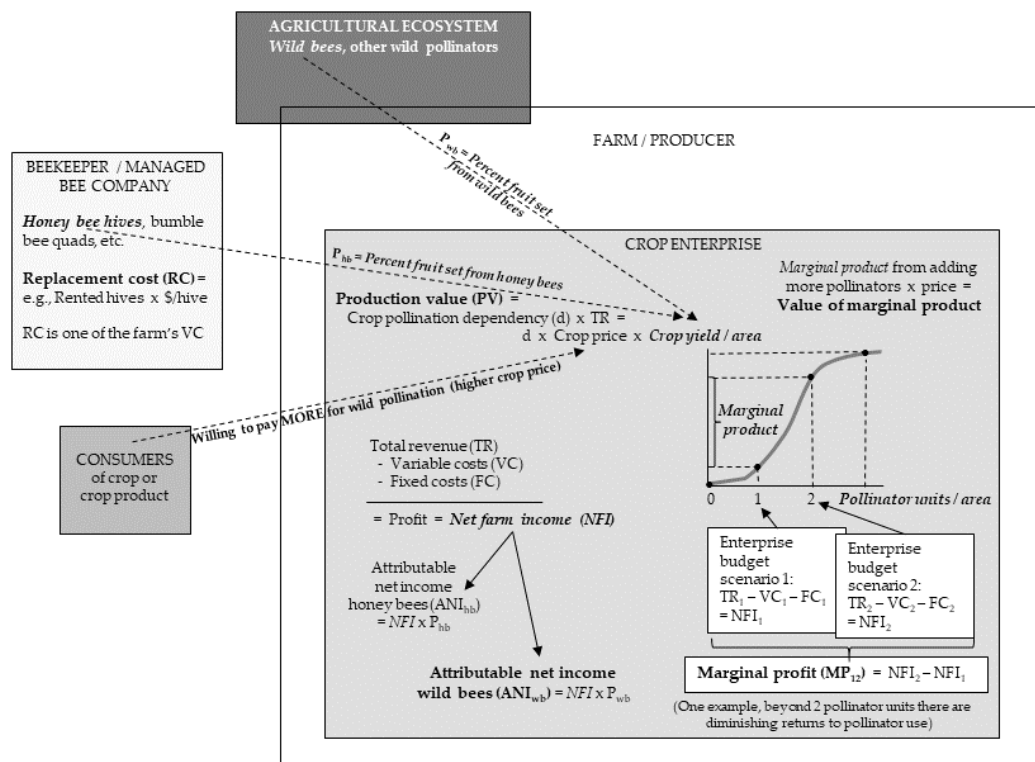 AGRICULTURAL ECOSYSTEM
Wild bees, other wild pollinators
FARM / PRODUCER
BEEKEEPER / MANAGED
BEE COMPANY
Honey bee hives, bumble
bee quads, etc.
Replacement cost (RC) =
e.g., Rented hives x $/hive
RC is one of the farm's VC
P_wb = Percent fruit set
from wild bees
P_hb = Percent fruit set from honey bees
CROP ENTERPRISE
Production value (PV) =
Crop pollination dependency (d) x TR =
d x Crop price x Crop yield / area
Marginal product from adding
more pollinators x price =
Value of marginal product
Willing to pay MORE for wild pollination (higher crop price)
CONSUMERS
of crop or
crop product
Total revenue (TR)
- Variable costs (VC)
- Fixed costs (FC)
= Profit = Net farm income (NFI)
Attributable
net income
honey bees (ANI_hb)
= NFI x P_hb
Attributable net income
wild bees (ANI_wb) = NFI x P_wb
Marginal
product
0 1 2 Pollinator units / area
Enterprise
budget
scenario 1:
TR₁ – VC₁ – FC₁
= NFI₁
Enterprise
budget
scenario 2:
TR₂ – VC₂ – FC₂
= NFI₂
Marginal profit (MP₁₂) = NFI₂ – NFI₁
(One example, beyond 2 pollinator units there are
diminishing returns to pollinator use)